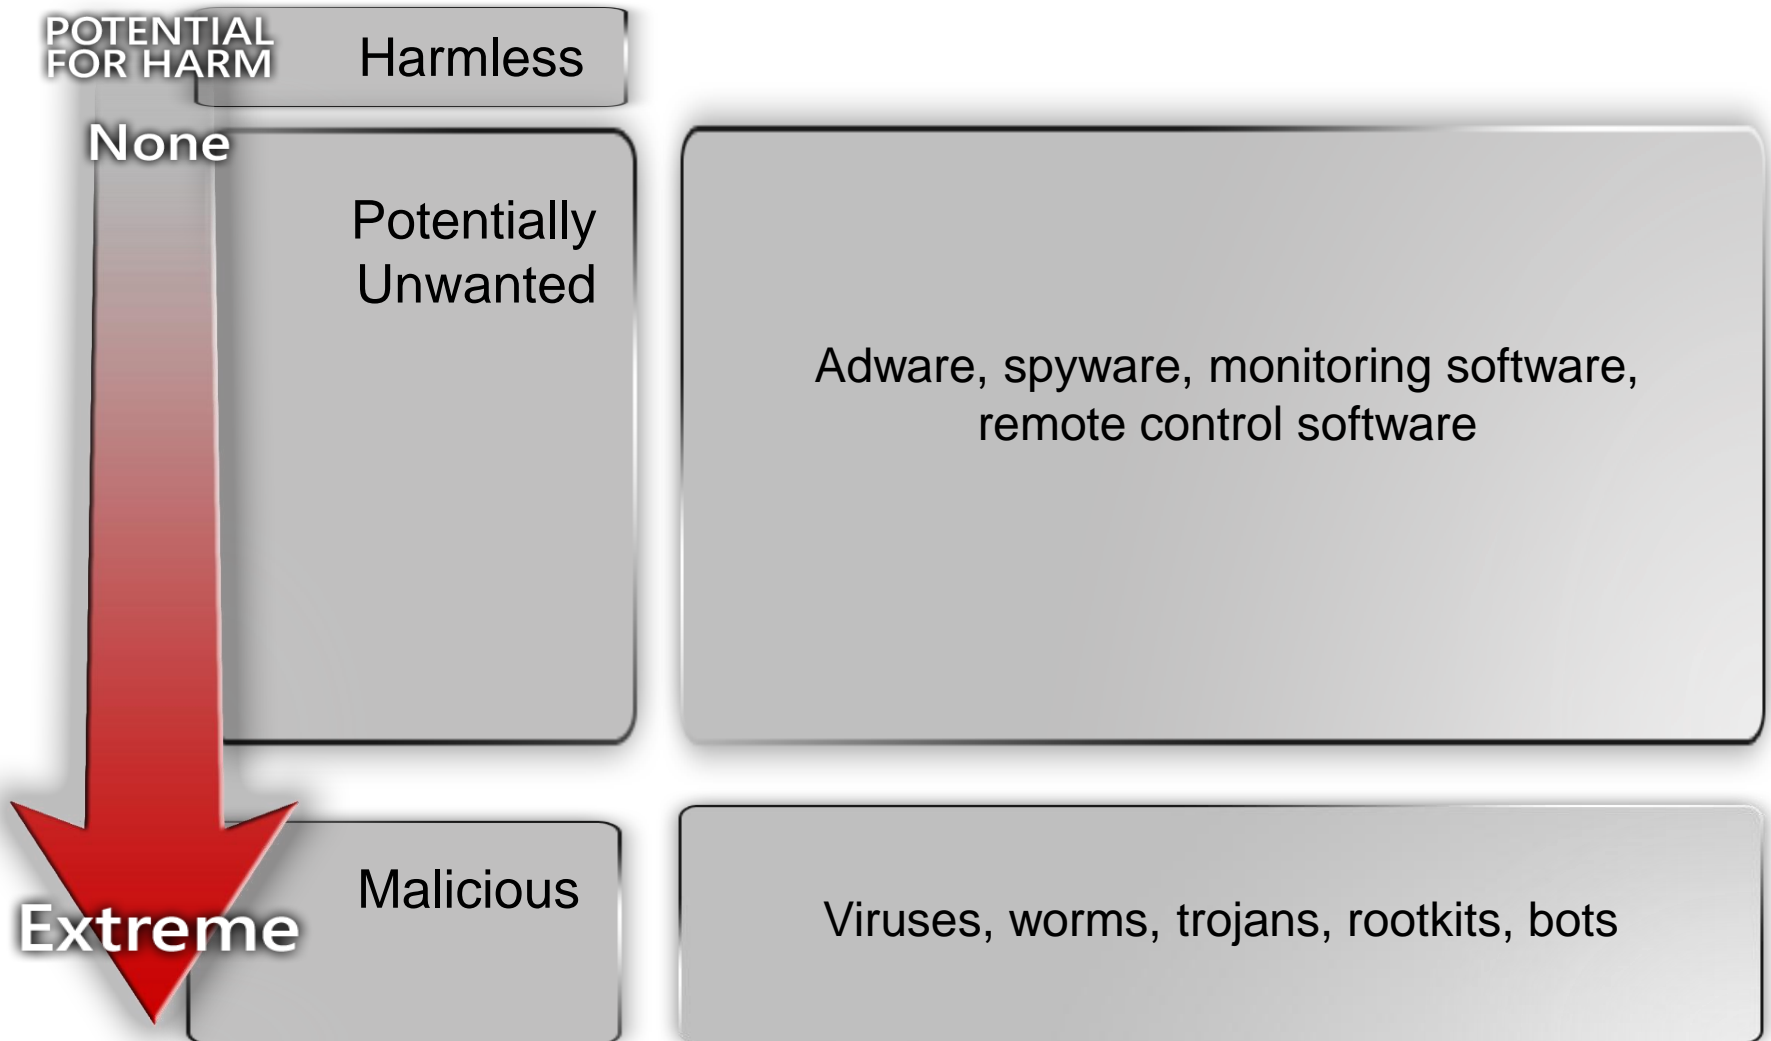 POTENTIAL
FOR HARM
Harmless
None
Potentially
Unwanted
Adware, spyware, monitoring software,
remote control software
Malicious
Extreme
Viruses, worms, trojans, rootkits, bots